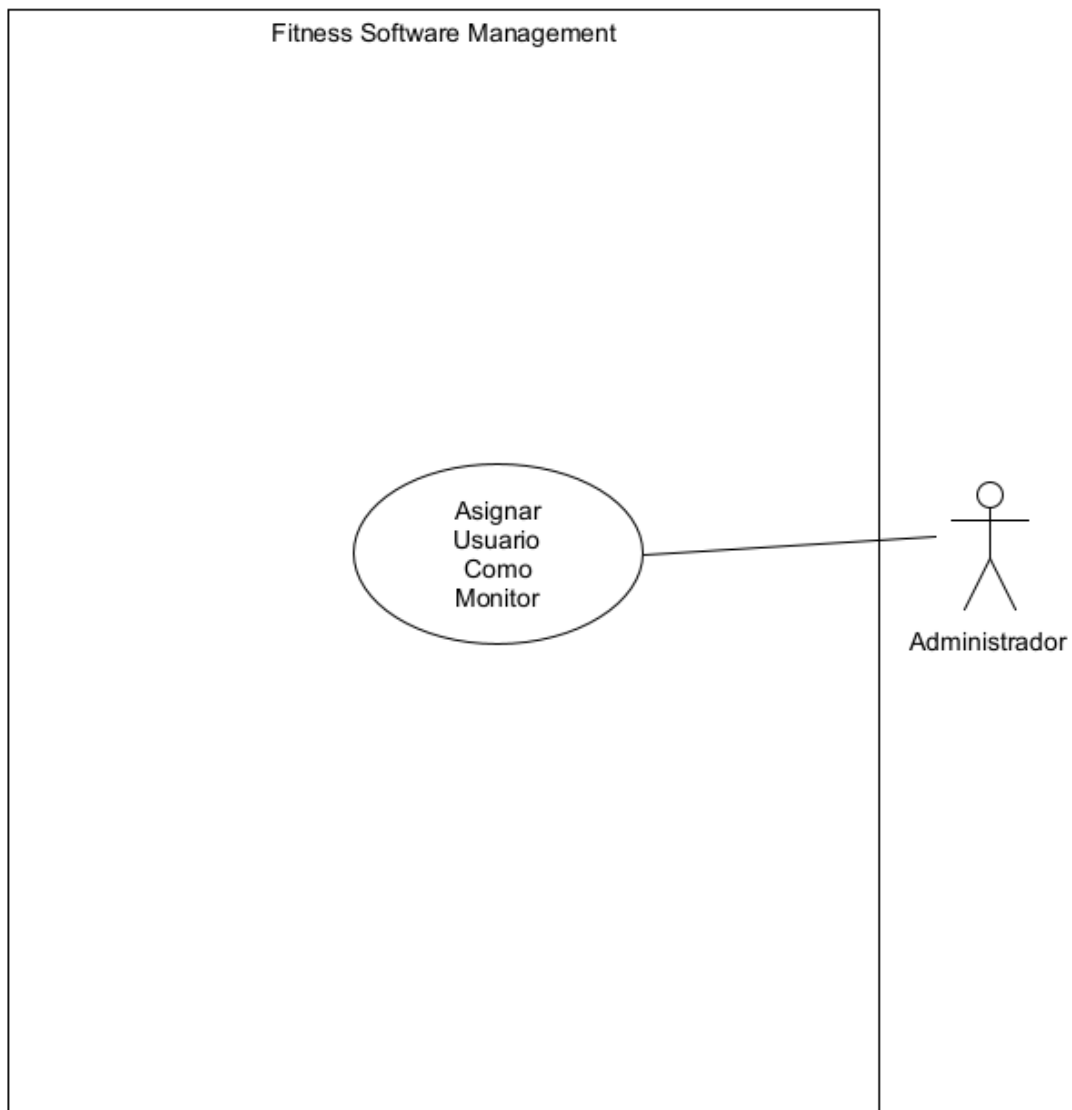 Fitness Software Management
Asignar
Usuario
Como
Monitor
Administrador